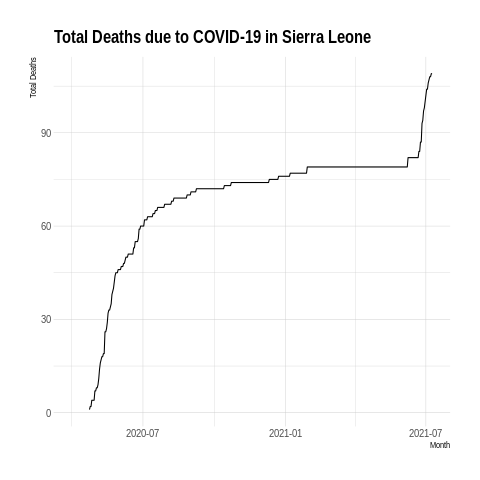 Total Deaths due to COVID-19 in Sierra Leone
Total Deaths
90
60
30
0
2020-07
2021-01
2021-07
Month